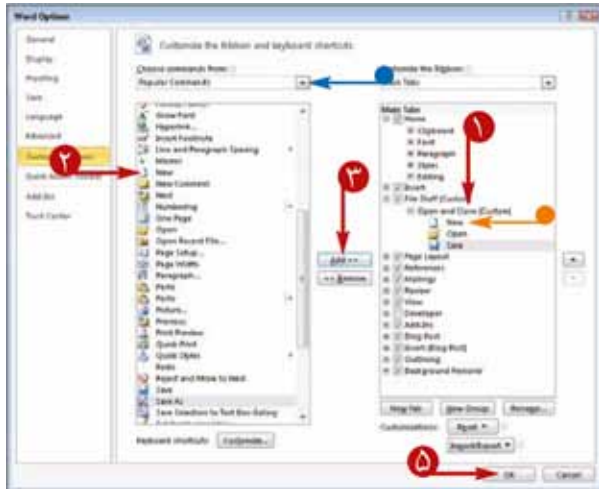 Word Options
General
Display
Proofing
Save
Language
Advanced
Quick Access Toolbar
Add-Ins
Trust Center
Customize the Ribbon and keyboard shortcuts.
Choose commands from:
Popular Commands
Grow Font
Hyperlink...
Insert Footnote
Line and Paragraph Spacing
Macros
New
New Comment
Next
Numbering
One Page
Open
Open Recent File...
Page Setup...
Page Width
Paragraph...
Paste
Paste
Picture...
Previous
Print Preview
Quick Print
Quick Styles
Redo
Reject and Move to Next
Save
Save As
Save Selection to Text Box Gallery
Keyboard shortcuts: Customize...
۲
۳
Add >>
<< Remove
Customize the Ribbon:
Main Tabs
Main Tabs
۱
Home
Clipboard
Font
Paragraph
Styles
Editing
Insert
File Stuff (Custom)
Open and Close (Custom)
New
Open
Save
Page Layout
References
Mailings
Review
View
Developer
Add-Ins
Blog Post
Insert (Blog Post)
Outlining
Background Removal
New Tab New Group Rename...
Customizations: Reset
Import/Export
۵
OK Cancel